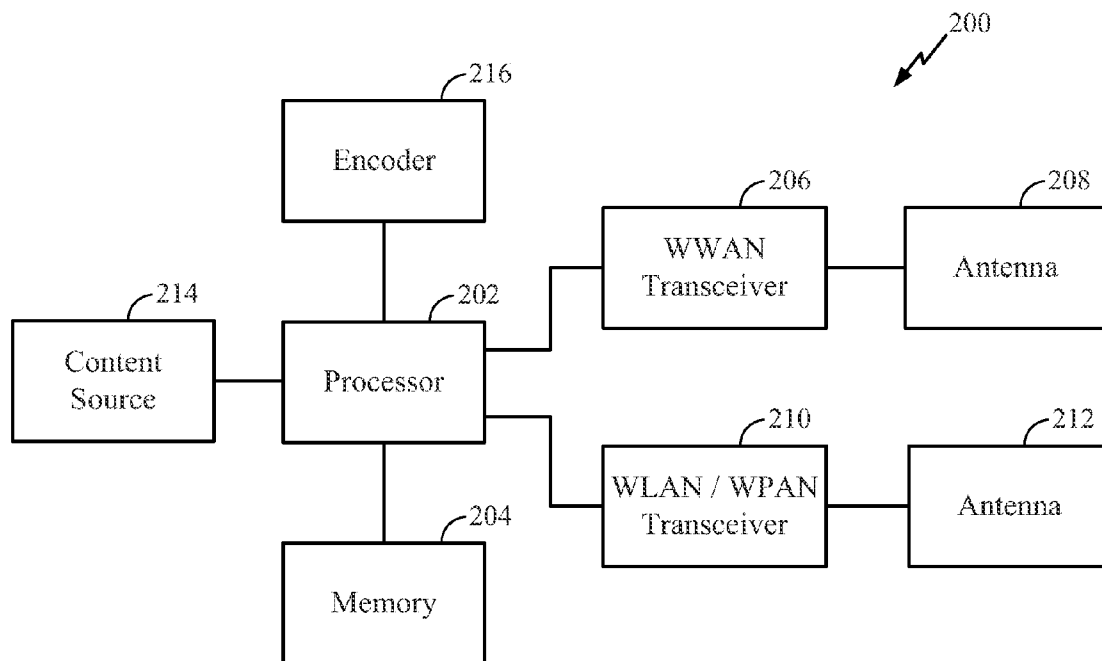 200
216
Encoder
206
WWAN
Transceiver
208
Antenna
214
Content
Source
202
Processor
210
WLAN / WPAN
Transceiver
212
Antenna
204
Memory